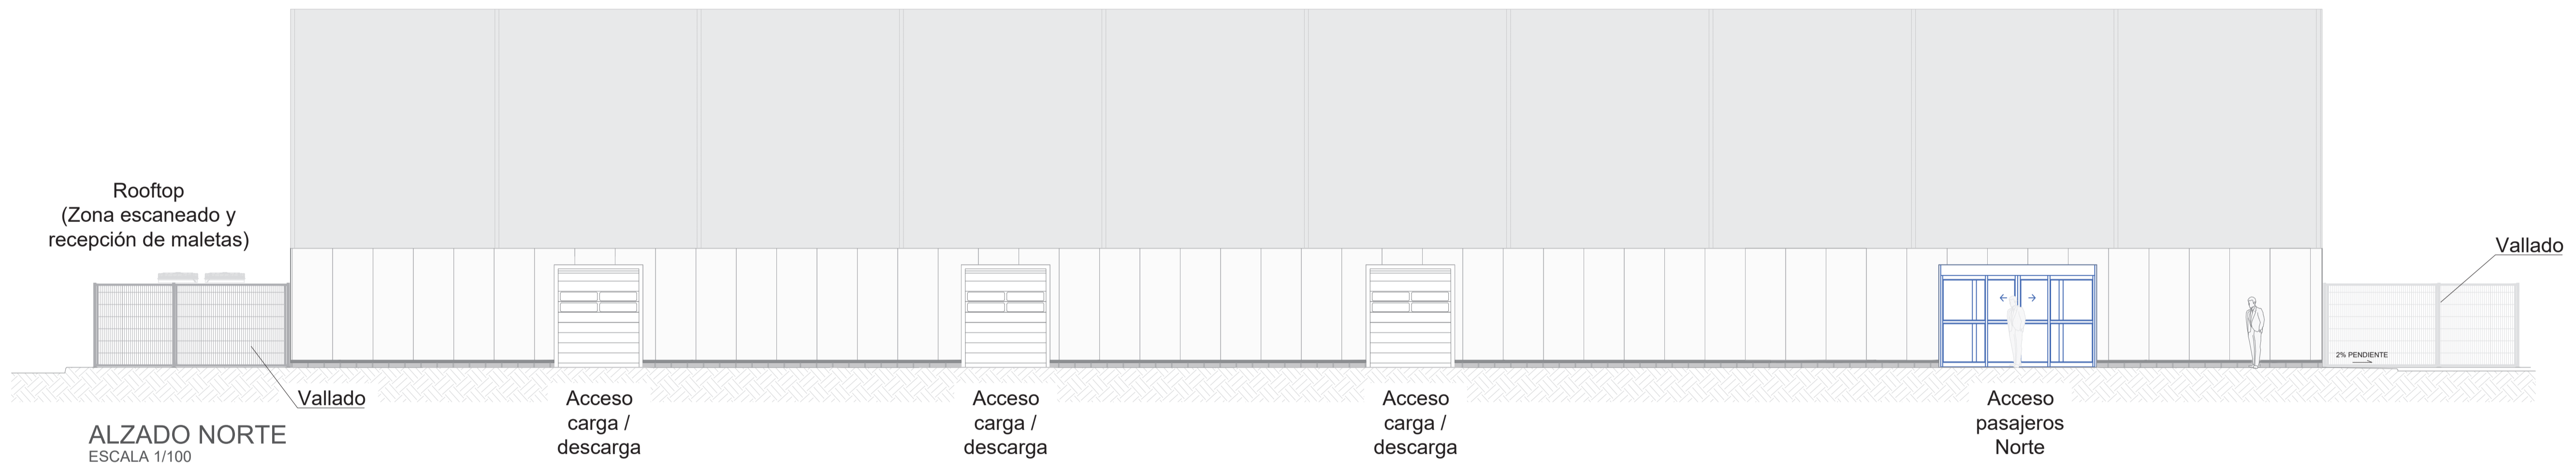 Rooftop
(Zona escaneado y
recepción de maletas)
Vallado
2% PENDIENTE
Vallado
Acceso
carga /
descarga
Acceso
carga /
descarga
Acceso
carga /
descarga
Acceso
pasajeros
Norte
ALZADO NORTE
ESCALA 1/100